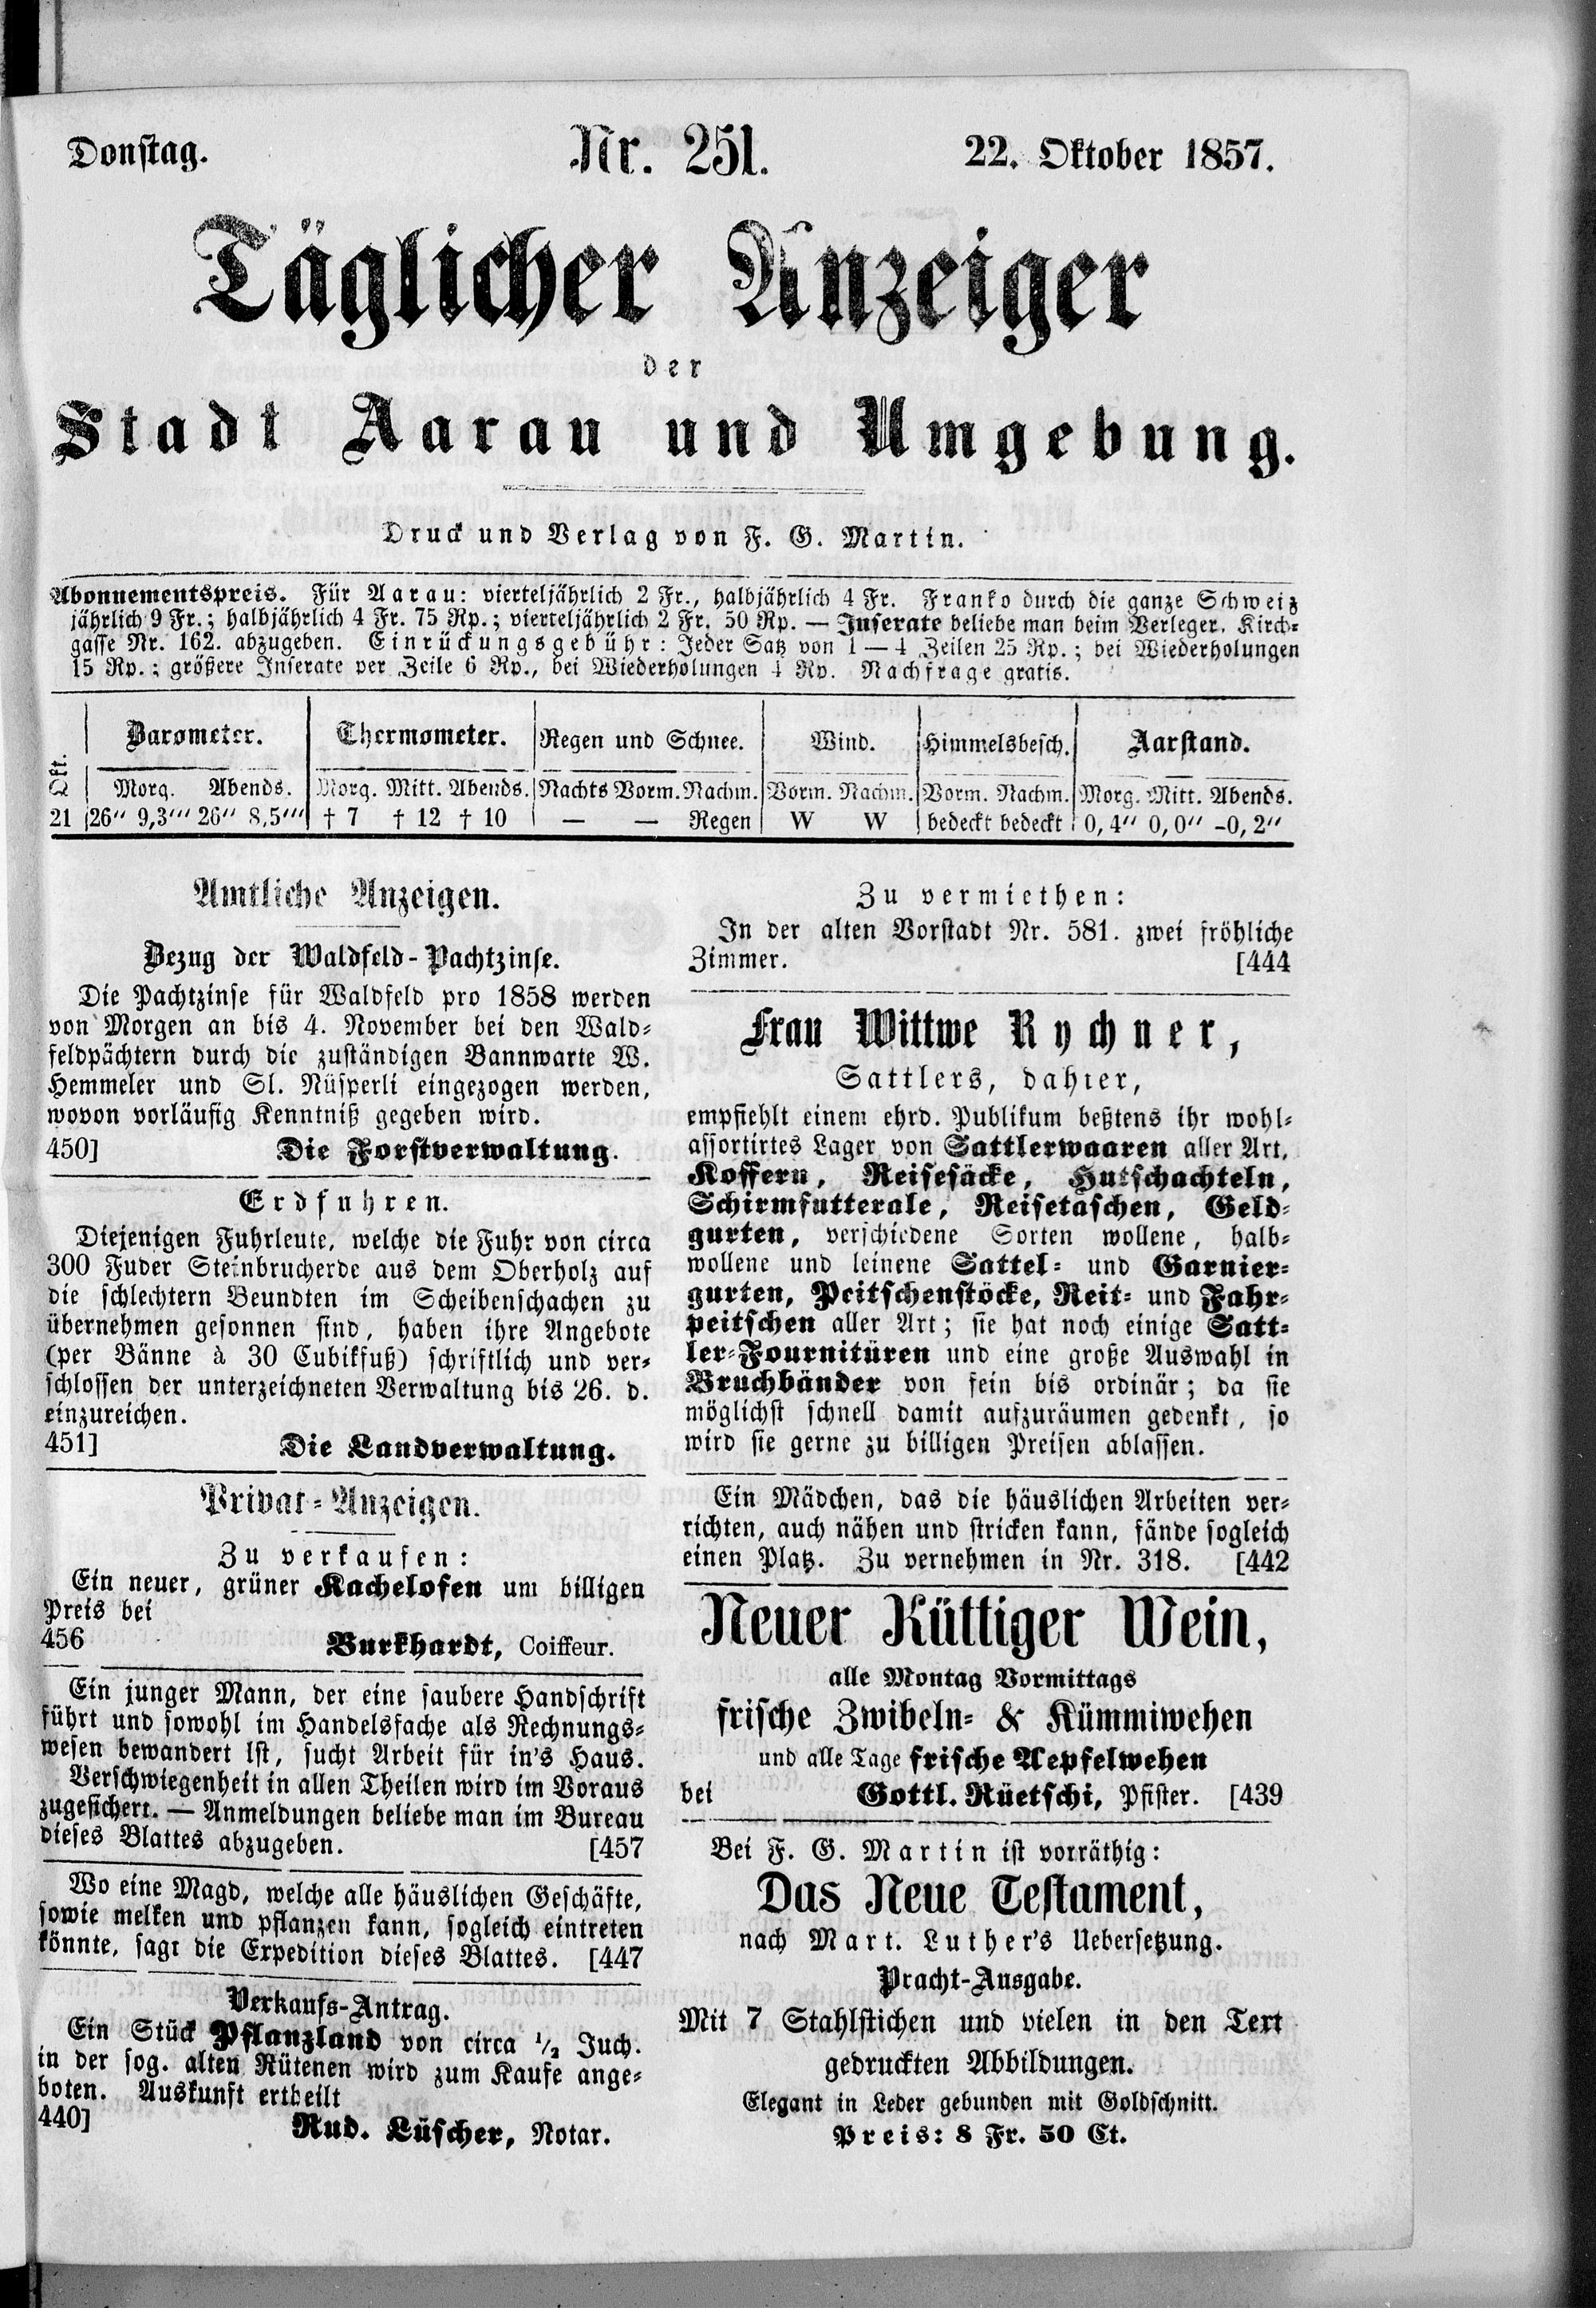 Donstag.
Nr. 251.
22. Oktober 1857.
Täglicher Anzeiger
der
Stadt Aarau und Umgebung.
Druck und Verlag von F. G. Martin.
Abonnementspreis. Für Aarau: vierteljährlich 2 Fr., halbjährlich 4 Fr. Franko durch die ganze Schweiz
jährlich 9 Fr.; halbjährlich 4 Fr. 75 Rp.; vierteljährlich 2 Fr. 50 Rp. — Inserate beliebe man beim Verleger, Kirch-
gasse Nr. 162. abzugeben. Einrückungsgebühr: Jeder Satz von 1—4 Zeilen 25 Rp.; bei Wiederholungen
15 Rp.; größere Inserate per Zeile 6 Rp., bei Wiederholungen 4 Rp. Nachfrage gratis.
Okt.
Barometer. Thermometer. Regen und Schnee. Wind. Himmelsbesch. Aarstand.
Morg. Abends. Morg. Mitt. Abends. Nachts Vorm. Nachm. Vorm. Nachm. Vorm. Nachm. Morg. Mitt. Abends.
21 26'' 9,3''' 26'' 8,5''' † 7 † 12 † 10 — — Regen W W bedeckt bedeckt 0,4'' 0,0'' -0,2''
Amtliche Anzeigen.
Bezug der Waldfeld-Pachtzinse.
Die Pachtzinse für Waldfeld pro 1858 werden
von Morgen an bis 4. November bei den Wald-
feldpächtern durch die zuständigen Bannwarte W.
Hemmeler und Sl. Nüsperli eingezogen werden,
wovon vorläufig Kenntniß gegeben wird.
450] Die Forstverwaltung.
Erdfuhren.
Diejenigen Fuhrleute, welche die Fuhr von circa
300 Fuder Steinbrucherde aus dem Oberholz auf
die schlechtern Beundten im Scheibenschachen zu
übernehmen gesonnen sind, haben ihre Angebote
(per Bänne à 30 Cubikfuß) schriftlich und ver-
schlossen der unterzeichneten Verwaltung bis 26. d.
einzureichen.
451] Die Landverwaltung.
Privat-Anzeigen.
Zu verkaufen:
Ein neuer, grüner Kachelofen um billigen
Preis bei
456 Burkhardt, Coiffeur.
Ein junger Mann, der eine saubere Handschrift
führt und sowohl im Handelsfache als Rechnungs-
wesen bewandert ist, sucht Arbeit für in's Haus.
Verschwiegenheit in allen Theilen wird im Voraus
zugesichert. — Anmeldungen beliebe man im Bureau
dieses Blattes abzugeben. [457
Wo eine Magd, welche alle häuslichen Geschäfte,
sowie melken und pflanzen kann, sogleich eintreten
könnte, sagt die Expedition dieses Blattes. [447
Verkaufs-Antrag.
Ein Stück Pflanzland von circa ½ Juch.
in der sog. alten Rütenen wird zum Kaufe ange-
boten. Auskunft ertheilt
440] Rud. Lüscher, Notar.
Zu vermiethen:
In der alten Vorstadt Nr. 581. zwei fröhliche
Zimmer. [444
Frau Wittwe Rychner,
Sattlers, dahier,
empfiehlt einem ehrd. Publikum beßtens ihr wohl-
assortirtes Lager von Sattlerwaaren aller Art,
Koffern, Reisesäcke, Hutschachteln,
Schirmfutterale, Reisetaschen, Geld-
gurten, verschiedene Sorten wollene, halb-
wollene und leinene Sattel- und Garnier-
gurten, Peitschenstöcke, Reit- und Fahr-
peitschen aller Art; sie hat noch einige Satt-
ler-Fournitüren und eine große Auswahl in
Bruchbänder von fein bis ordinär; da sie
möglichst schnell damit aufzuräumen gedenkt, so
wird sie gerne zu billigen Preisen ablassen.
Ein Mädchen, das die häuslichen Arbeiten ver-
richten, auch nähen und stricken kann, fände sogleich
einen Platz. Zu vernehmen in Nr. 318. [442
Neuer Küttiger Wein,
alle Montag Vormittags
frische Zwibeln- & Kümmiwehen
und alle Tage frische Aepfelwehen
bei Gottl. Rüetschi, Pfister. [439
Bei F. G. Martin ist vorräthig:
Das Neue Testament,
nach Mart. Luther's Uebersetzung.
Pracht-Ausgabe.
Mit 7 Stahlstichen und vielen in den Text
gedruckten Abbildungen.
Elegant in Leder gebunden mit Goldschnitt.
Preis: 8 Fr. 50 Ct.